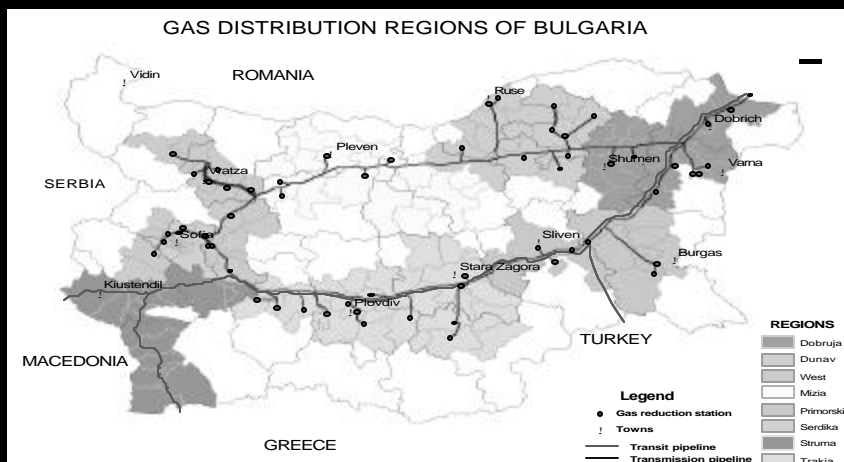 GAS DISTRIBUTION REGIONS OF BULGARIA
Vidin
ROMANIA
Ruse
Dobrich
Pleven
Shumen
Vratza
Varna
SERBIA
Sofia
Sliven
Burgas
Stara Zagora
Kiustendil
Plovdiv
TURKEY
MACEDONIA
GREECE
REGIONS
Dobruja
Dunav
West
Mizia
Primorski
Serdika
Struma
Trakia
Legend
Gas reduction station
! Towns
Transit pipeline
Transmission pipeline